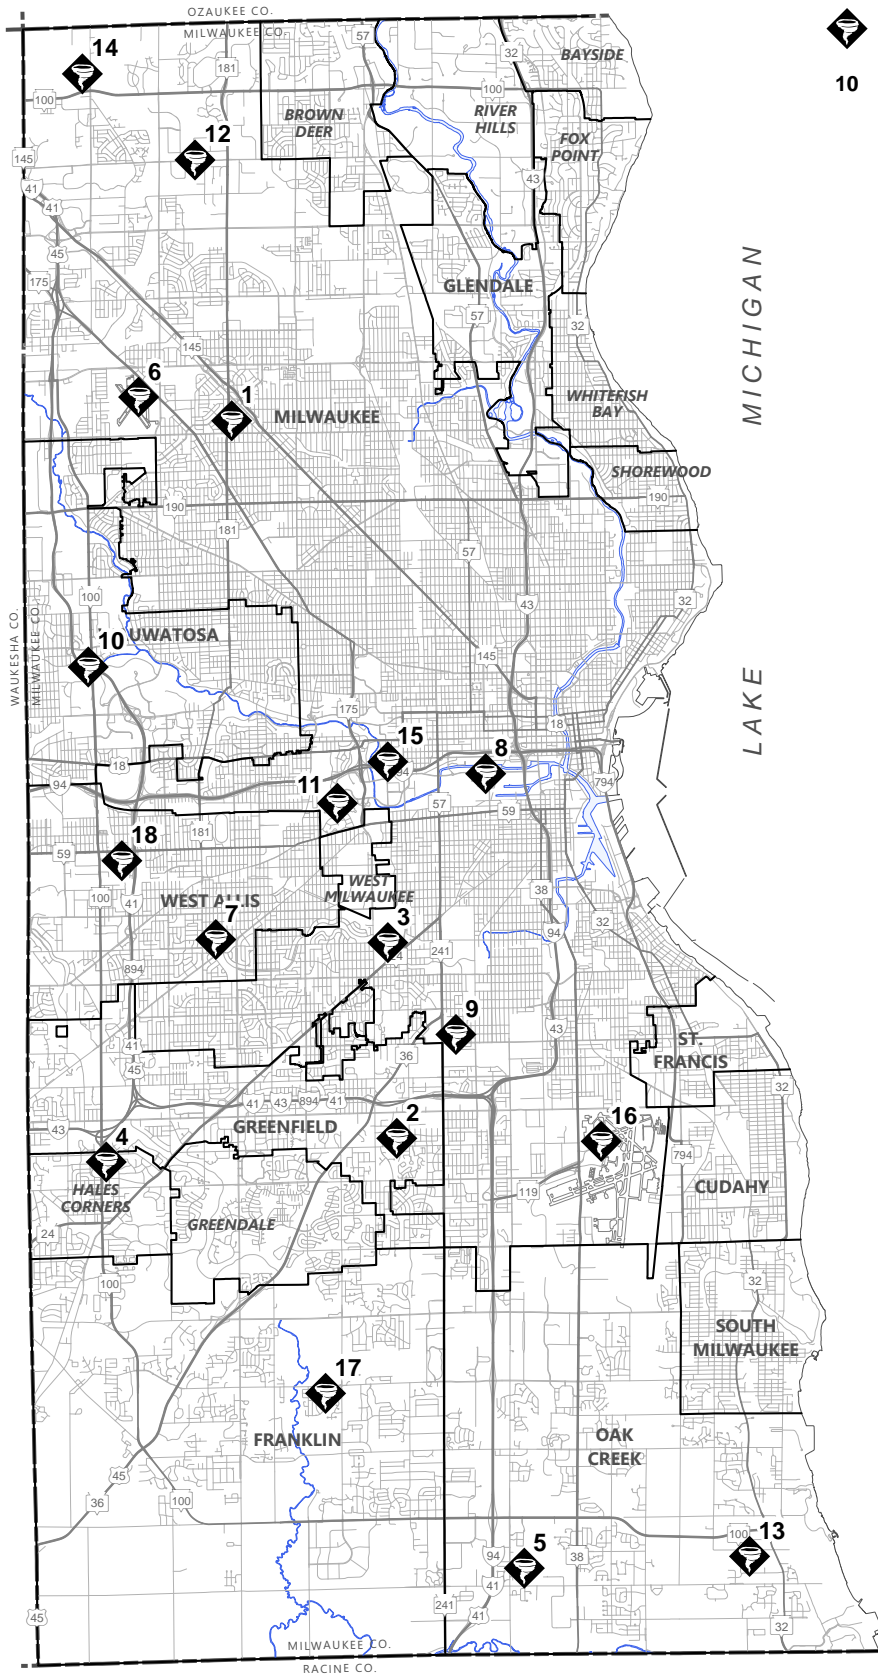 OZAUKEE CO.
MILWAUKEE CO.
14
57
32
BAYSIDE
181
100
100
10
BROWN
DEER
RIVER
HILLS
12
FOX
POINT
145
43
41
41
45
175
GLENDALE
57
32
145
6
1
MILWAUKEE
WHITEFISH
BAY
MICHIGAN
SHOREWOOD
190
190
181
57
100
43
32
WAUKESHA CO.
MILWAUKEE CO.
10
UWATOSA
145
LAKE
175
18
15
8
18
94
94
794
11
57
59
181
18
59
WEST ALLIS
WEST
MILWAUKEE
100
41
38
7
3
32
94
24
241
894
9
41
43
ST.
FRANCIS
45
36
32
41
43
894
41
43
GREENFIELD
2
16
4
794
HALES
CORNERS
119
CUDAHY
GREENDALE
24
100
32
SOUTH
MILWAUKEE
17
FRANKLIN
OAK
CREEK
45
36
100
100
13
5
94
38
41
241
41
45
32
MILWAUKEE CO.
RACINE CO.